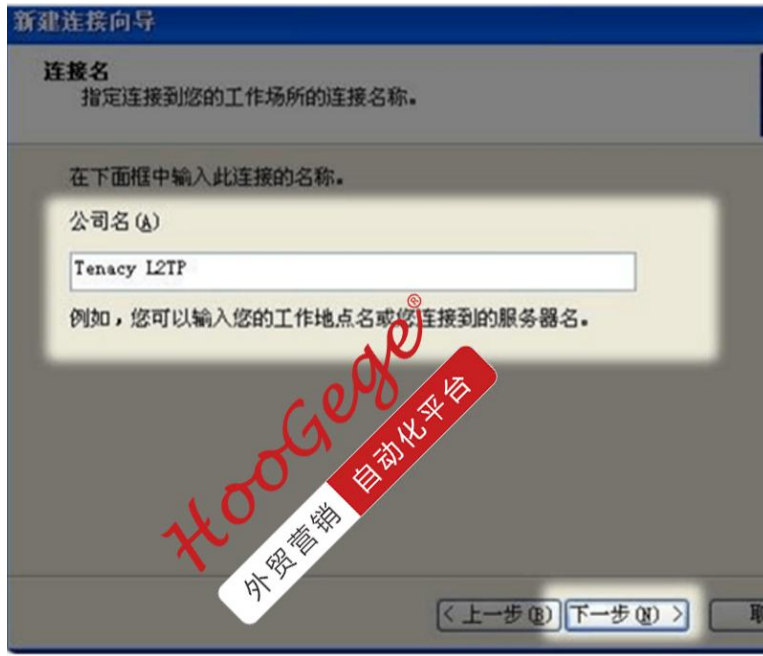 新建连接向导
连接名
指定连接到您的工作场所的连接名称。
在下面框中输入此连接的名称。
公司名(A)
Tenacy L2TP
例如，您可以输入您的工作地点名或您连接到的服务器名。
HooGege®
外贸营销 自动化平台
<上一步(B) 下一步(N)> 取